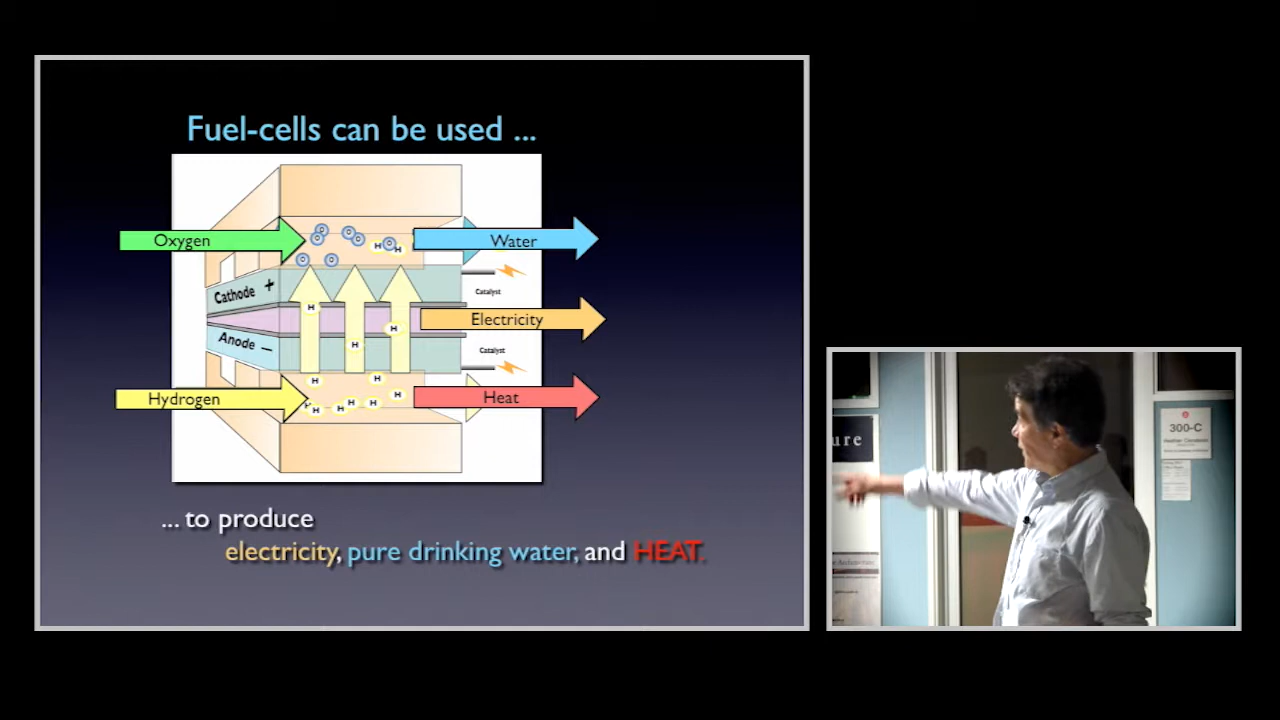 Fuel-cells can be used ...
Oxygen
Water
Cathode +
Catalyst
Electricity
Anode −
Catalyst
Hydrogen
Heat
O
O
O
O
O
O
O
H
H
H
H
H
H
H
H
H
H
H
H
H
... to produce
electricity, pure drinking water, and HEAT.
ure
300-C